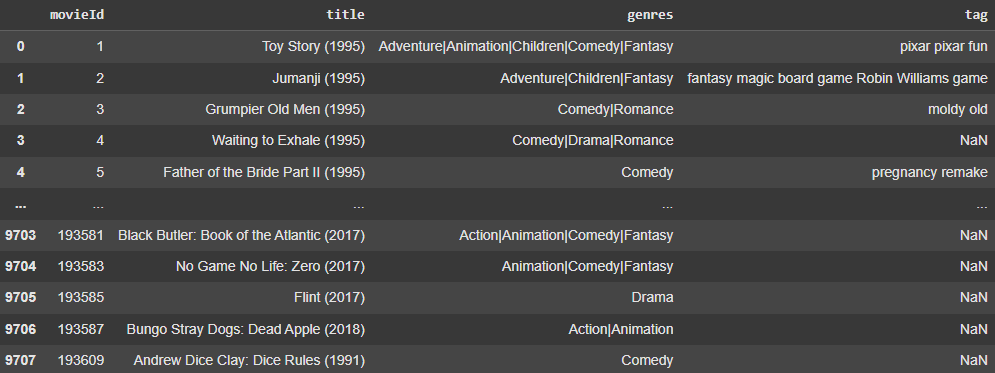 movieId title genres tag
0 1 Toy Story (1995) Adventure|Animation|Children|Comedy|Fantasy pixar pixar fun
1 2 Jumanji (1995) Adventure|Children|Fantasy fantasy magic board game Robin Williams game
2 3 Grumpier Old Men (1995) Comedy|Romance moldy old
3 4 Waiting to Exhale (1995) Comedy|Drama|Romance NaN
4 5 Father of the Bride Part II (1995) Comedy pregnancy remake
... ... ... ... ...
9703 193581 Black Butler: Book of the Atlantic (2017) Action|Animation|Comedy|Fantasy NaN
9704 193583 No Game No Life: Zero (2017) Animation|Comedy|Fantasy NaN
9705 193585 Flint (2017) Drama NaN
9706 193587 Bungo Stray Dogs: Dead Apple (2018) Action|Animation NaN
9707 193609 Andrew Dice Clay: Dice Rules (1991) Comedy NaN